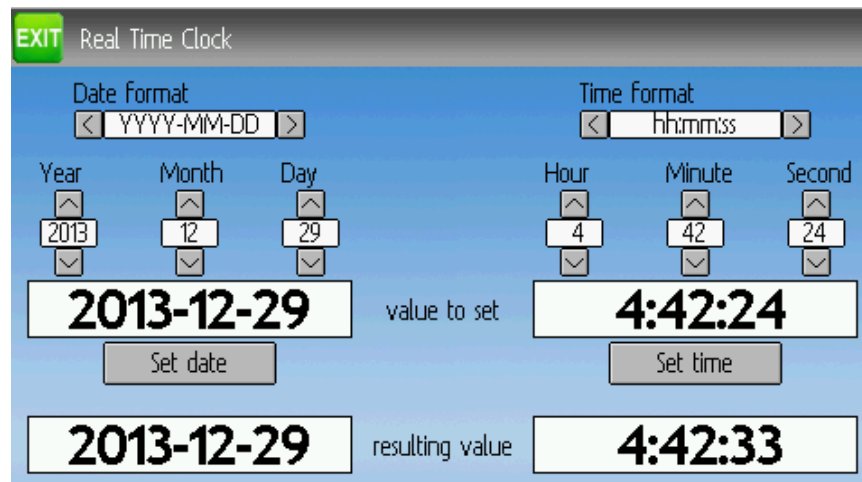 EXIT Real Time Clock
Date format Time format
< YYYY-MM-DD > < hh:mm:ss >
Year Month Day Hour Minute Second
2013 12 29 4 42 24
2013-12-29 value to set 4:42:24
Set date Set time
2013-12-29 resulting value 4:42:33